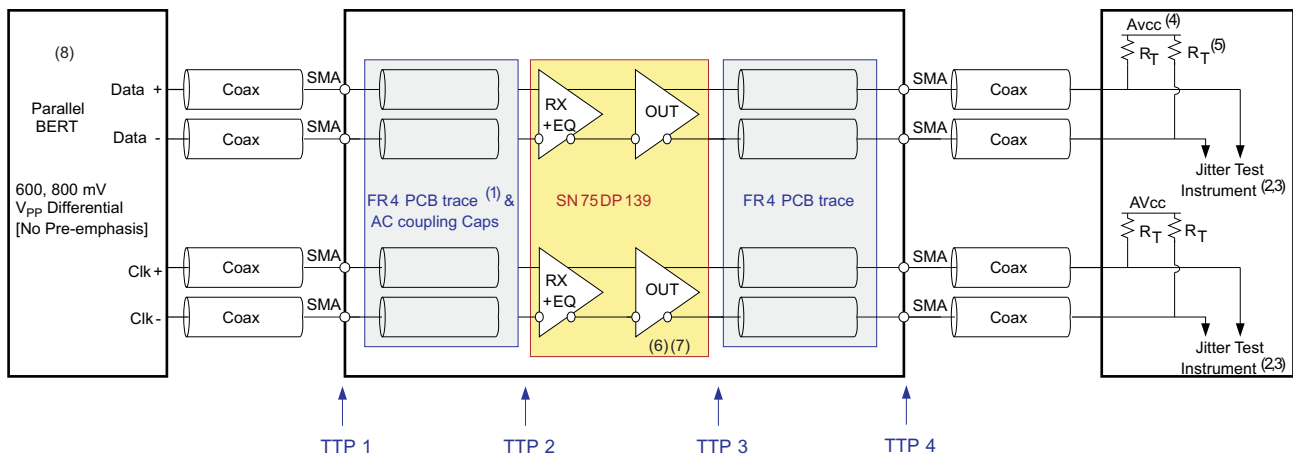 (8)
Parallel
BERT
600, 800 mV
VPP Differential
[No Pre-emphasis]
Data +
Data -
Clk+
Clk-
Coax
Coax
Coax
Coax
SMA
SMA
SMA
SMA
RX
+EQ
OUT
FR4 PCB trace (1) &
AC coupling Caps
SN75DP139
FR4 PCB trace
RX
+EQ
OUT
(6)(7)
SMA
SMA
SMA
SMA
Coax
Coax
Coax
Coax
Avcc (4)
RT
RT (5)
Jitter Test
Instrument (2,3)
AVcc
RT
RT
Jitter Test
Instrument (2,3)
TTP 1
TTP 2
TTP 3
TTP 4